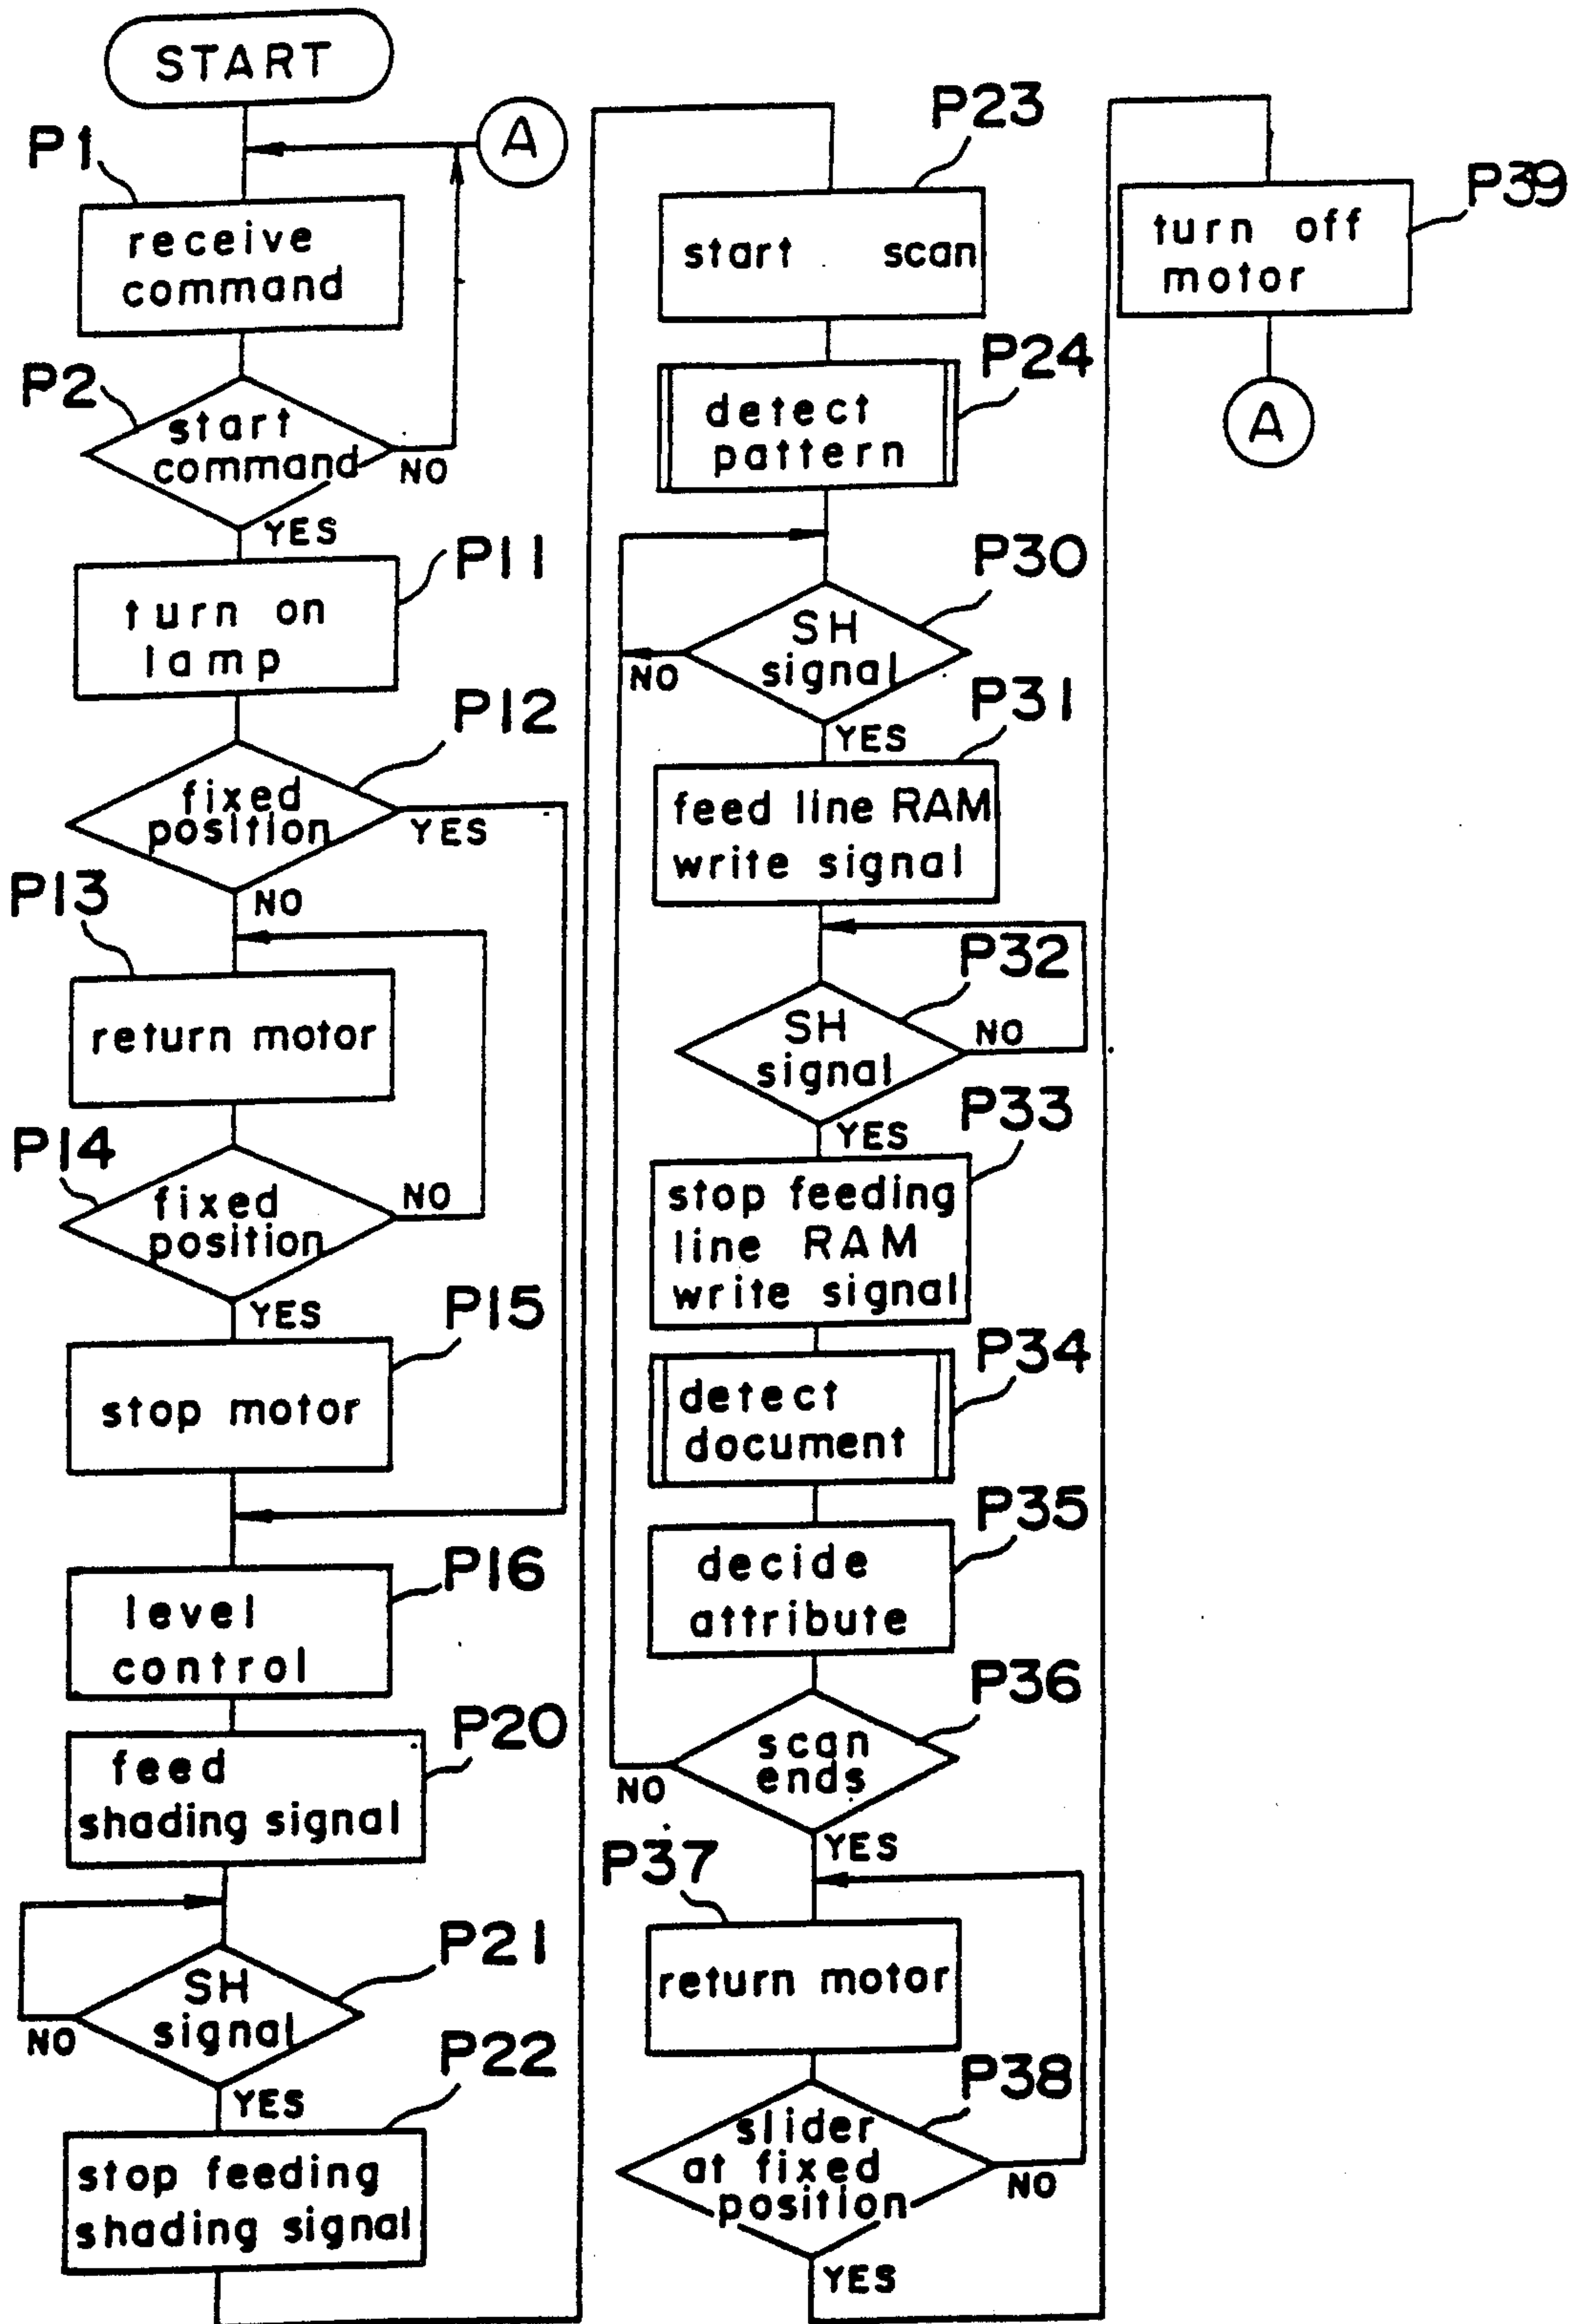 START
A
P1
receive
command
P2
start
command
NO
YES
P11
turn on
lamp
P12
fixed
position
YES
NO
P13
return motor
P14
fixed
position
NO
YES
P15
stop motor
P16
level
control
P20
feed
shading signal
P21
SH
signal
NO
YES
P22
stop feeding
shading signal
P23
start scan
P24
detect
pattern
P30
SH
signal
NO
YES
P31
feed line RAM
write signal
P32
SH
signal
NO
YES
P33
stop feeding
line RAM
write signal
P34
detect
document
P35
decide
attribute
P36
scan
ends
NO
YES
P37
return motor
P38
slider
at fixed
position
NO
YES
P39
turn off
motor
A